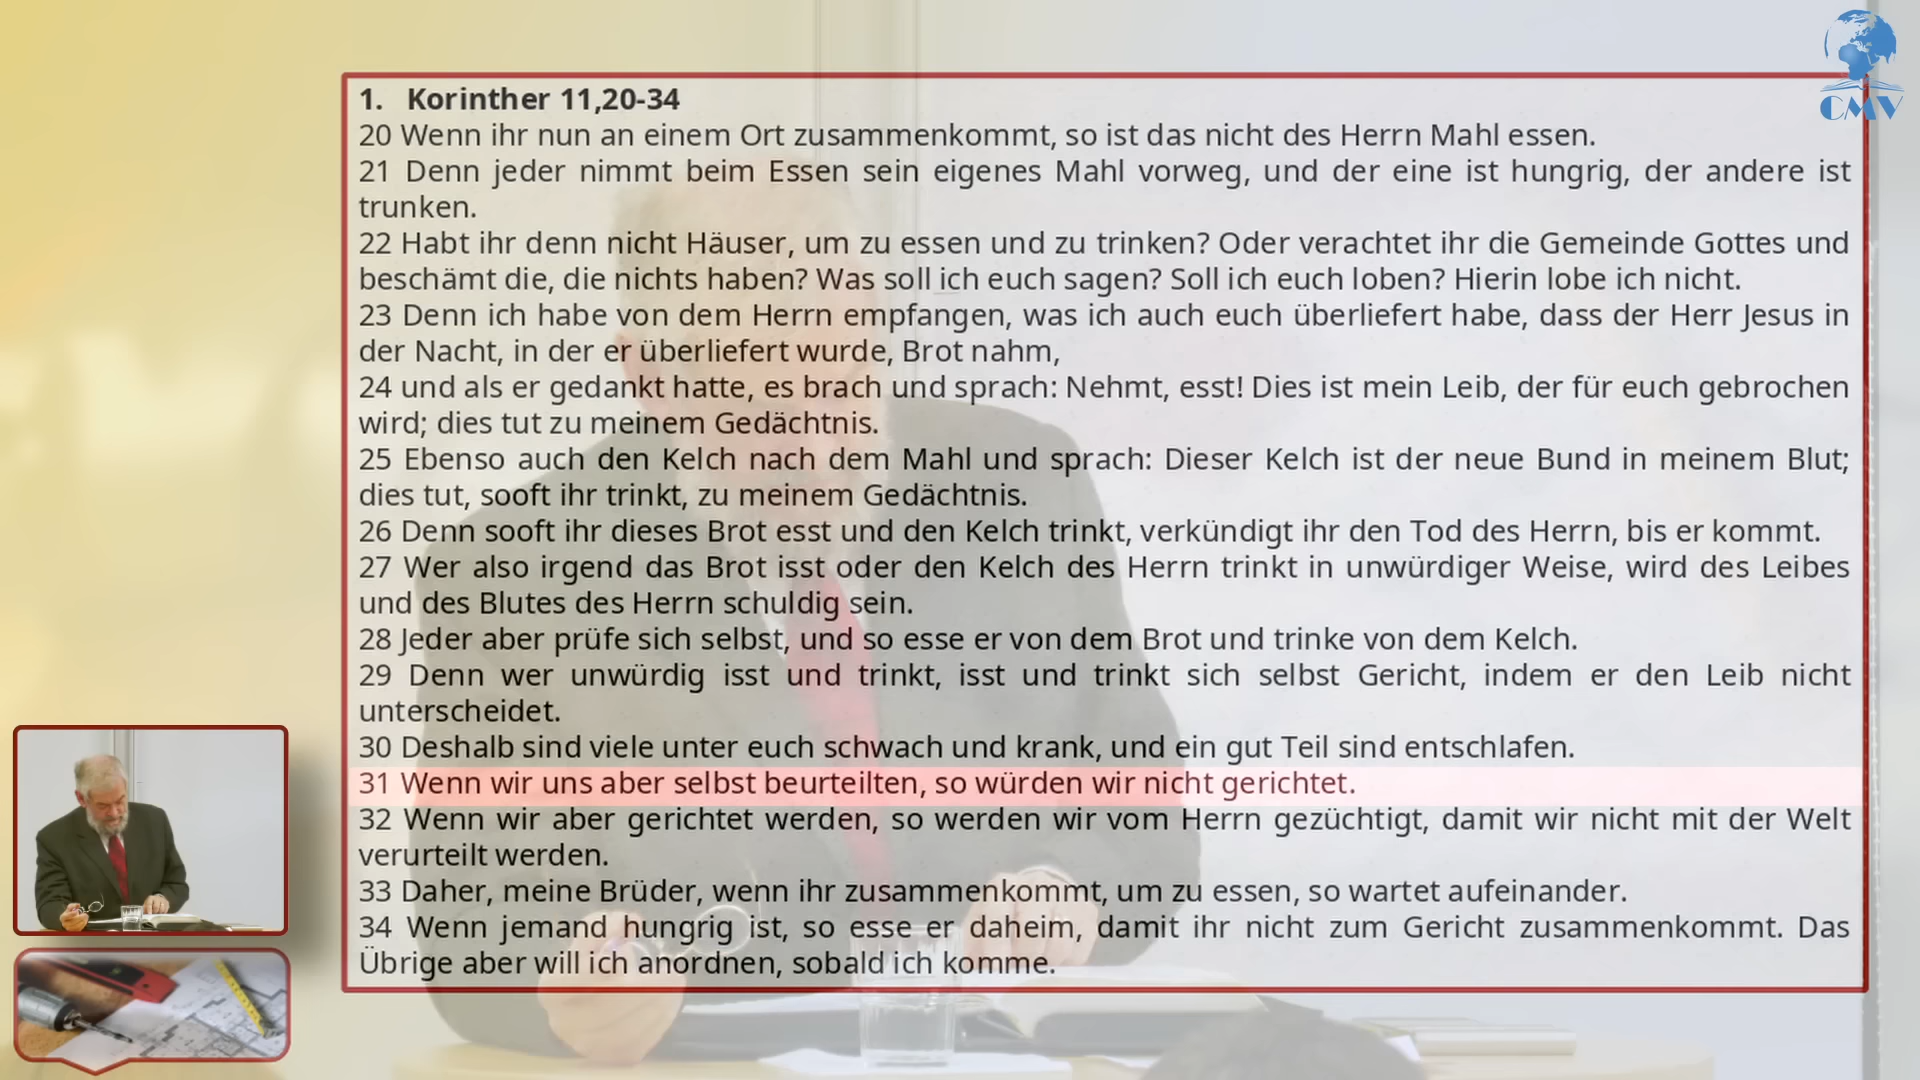 1. Korinther 11,20-34
20 Wenn ihr nun an einem Ort zusammenkommt, so ist das nicht des Herrn Mahl essen.
21 Denn jeder nimmt beim Essen sein eigenes Mahl vorweg, und der eine ist hungrig, der andere ist
trunken.
22 Habt ihr denn nicht Häuser, um zu essen und zu trinken? Oder verachtet ihr die Gemeinde Gottes und
beschämt die, die nichts haben? Was soll ich euch sagen? Soll ich euch loben? Hierin lobe ich nicht.
23 Denn ich habe von dem Herrn empfangen, was ich auch euch überliefert habe, dass der Herr Jesus in
der Nacht, in der er überliefert wurde, Brot nahm,
24 und als er gedankt hatte, es brach und sprach: Nehmt, esst! Dies ist mein Leib, der für euch gebrochen
wird; dies tut zu meinem Gedächtnis.
25 Ebenso auch den Kelch nach dem Mahl und sprach: Dieser Kelch ist der neue Bund in meinem Blut;
dies tut, sooft ihr trinkt, zu meinem Gedächtnis.
26 Denn sooft ihr dieses Brot esst und den Kelch trinkt, verkündigt ihr den Tod des Herrn, bis er kommt.
27 Wer also irgend das Brot isst oder den Kelch des Herrn trinkt in unwürdiger Weise, wird des Leibes
und des Blutes des Herrn schuldig sein.
28 Jeder aber prüfe sich selbst, und so esse er von dem Brot und trinke von dem Kelch.
29 Denn wer unwürdig isst und trinkt, isst und trinkt sich selbst Gericht, indem er den Leib nicht
unterscheidet.
30 Deshalb sind viele unter euch schwach und krank, und ein gut Teil sind entschlafen.
31 Wenn wir uns aber selbst beurteilten, so würden wir nicht gerichtet.
32 Wenn wir aber gerichtet werden, so werden wir vom Herrn gezüchtigt, damit wir nicht mit der Welt
verurteilt werden.
33 Daher, meine Brüder, wenn ihr zusammenkommt, um zu essen, so wartet aufeinander.
34 Wenn jemand hungrig ist, so esse er daheim, damit ihr nicht zum Gericht zusammenkommt. Das
Übrige aber will ich anordnen, sobald ich komme.
CMV